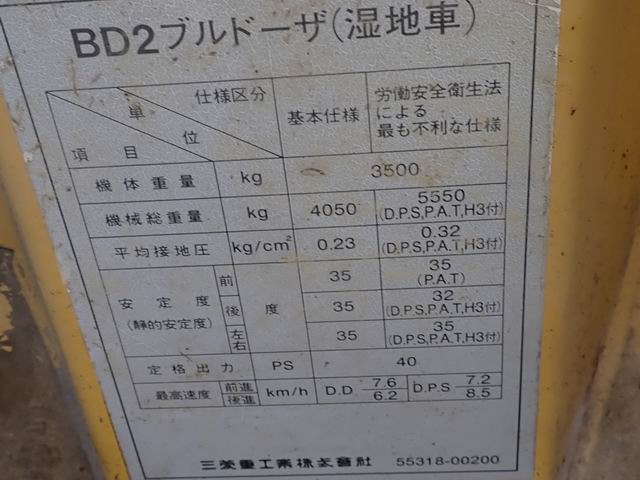 BD2ブルドーザ(湿地車)
仕様区分
単位
項目
基本仕様
労働安全衛生法
による
最も不利な仕様
機体重量 kg 3500
機械総重量 kg 4050 5550
(D.P.S,P.A.T,H3付)
平均接地圧 kg/cm² 0.23 0.32
(D.P.S,P.A.T,H3付)
安定度
(静的安定度)
度
前 35 35
(P.A.T)
後 35 32
(D.P.S,P.A.T,H3付)
左右 35 35
(D.P.S,P.A.T,H3付)
定格出力 PS 40
最高速度 km/h
前進 D.D 7.6 D.P.S 7.2
後進 6.2 8.5
三菱重工業株式会社 55318-00200